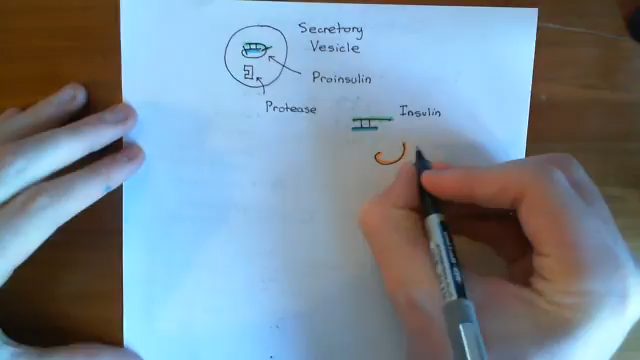 Secretory
Vesicle
Proinsulin
Protease
Insulin